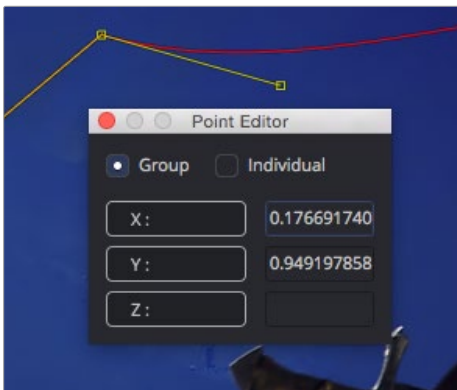 Point Editor
Group Individual
X: 0.176691740
Y: 0.949197858
Z: